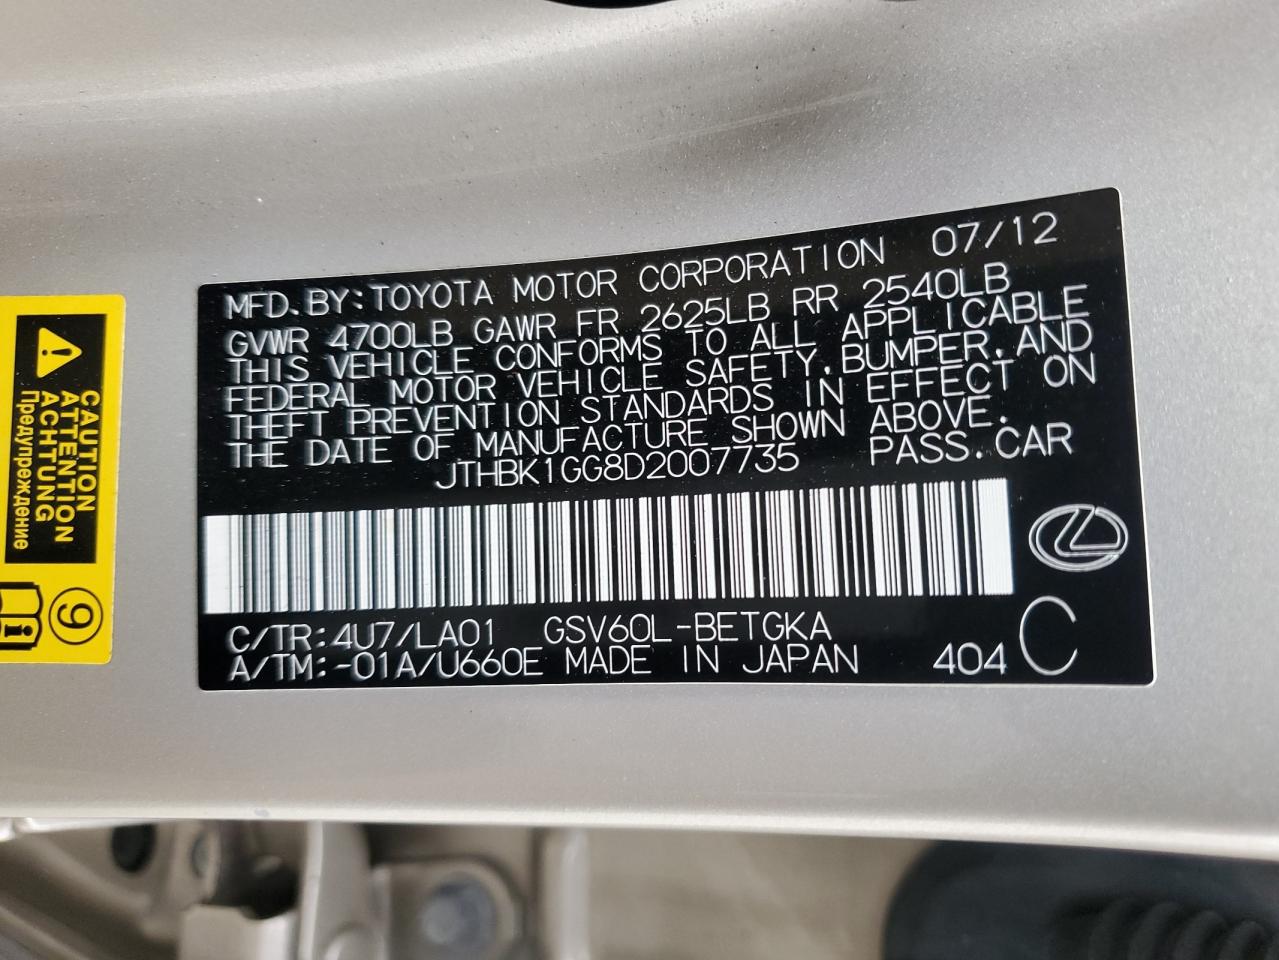 MFD. BY: TOYOTA MOTOR CORPORATION 07/12
GVWR 4700LB GAWR FR 2625LB RR 2540LB
THIS VEHICLE CONFORMS TO ALL APPLICABLE
FEDERAL MOTOR VEHICLE SAFETY, BUMPER, AND
THEFT PREVENTION STANDARDS IN EFFECT ON
THE DATE OF MANUFACTURE SHOWN ABOVE.
JTHBK1GG8D2007735 PASS. CAR
C/TR: 4U7/LA01 GSV60L-BETGKA
A/TM: -01A/U660E MADE IN JAPAN 404 C
CAUTION
ATTENTION
ACHTUNG
Предупреждение
9